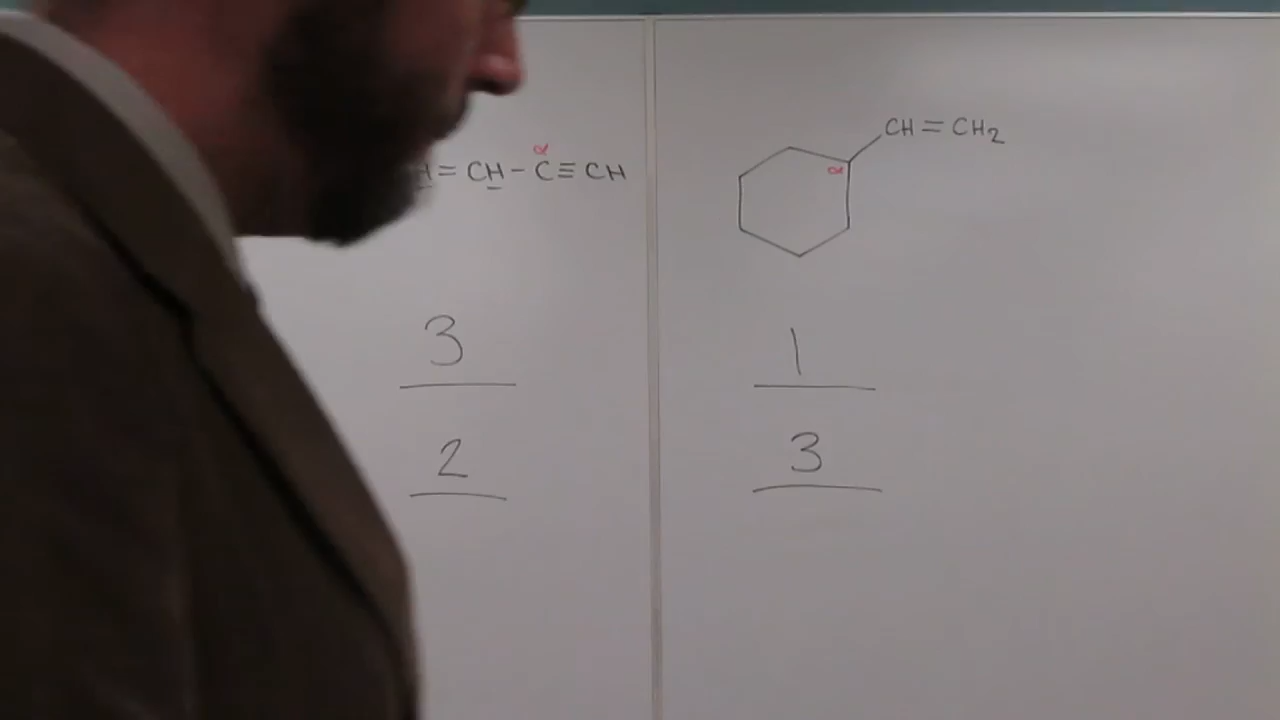 α
H = CH - C ≡ CH
CH = CH₂
α
3
1
2
3